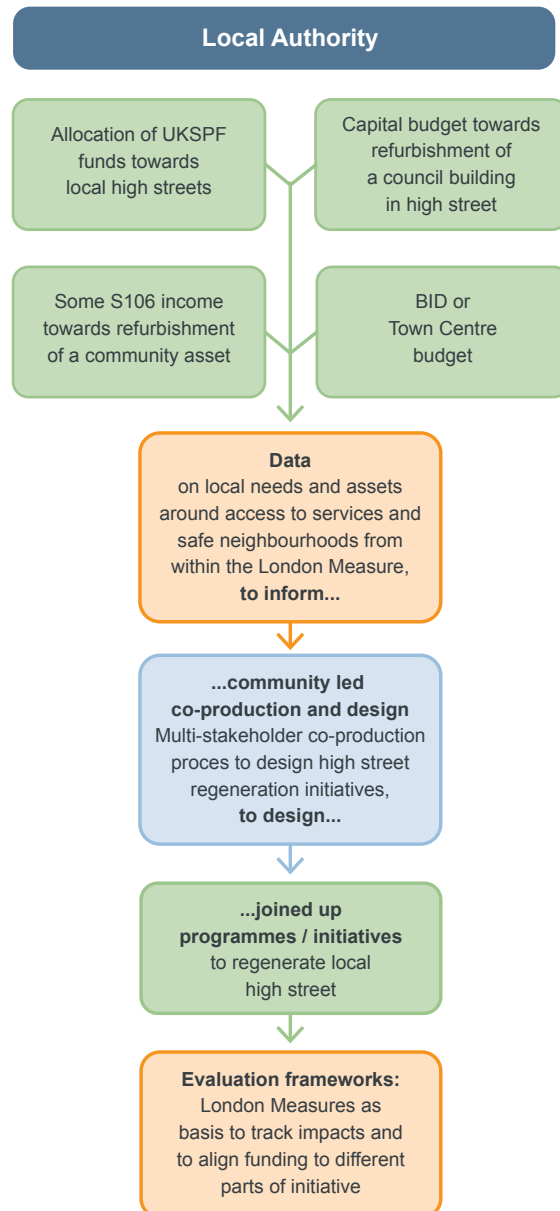 Local Authority
Allocation of UKSPF
funds towards
local high streets
Capital budget towards
refurbishment of
a council building
in high street
Some S106 income
towards refurbishment
of a community asset
BID or
Town Centre
budget
Data
on local needs and assets
around access to services and
safe neighbourhoods from
within the London Measure,
to inform...
...community led
co-production and design
Multi-stakeholder co-production
proces to design high street
regeneration initiatives,
to design...
...joined up
programmes / initiatives
to regenerate local
high street
Evaluation frameworks:
London Measures as
basis to track impacts and
to align funding to different
parts of initiative